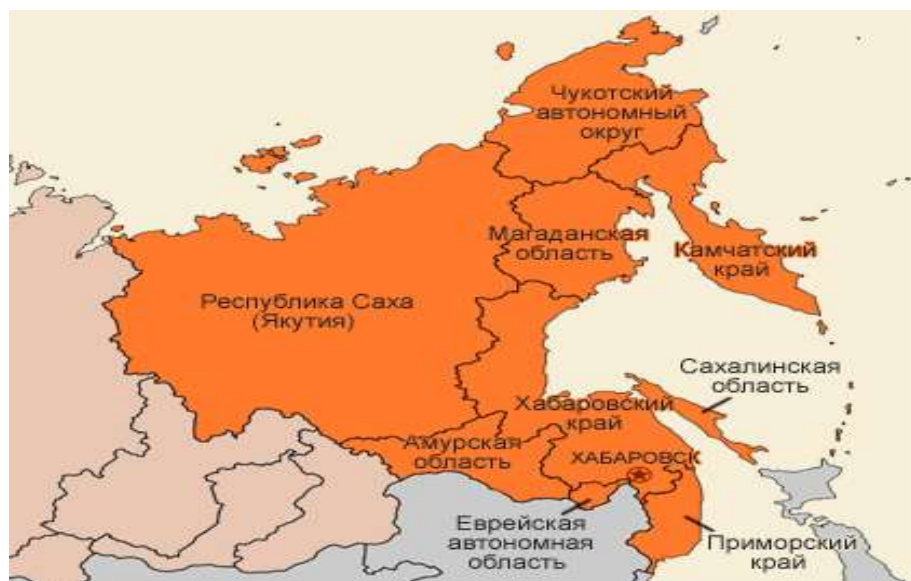 Чукотский
автономный
округ
Магаданская
область
Камчатский
край
Республика Саха
(Якутия)
Сахалинская
область
Хабаровский
край
Амурская
область
ХАБАРОВСК
Еврейская
автономная
область
Приморский
край